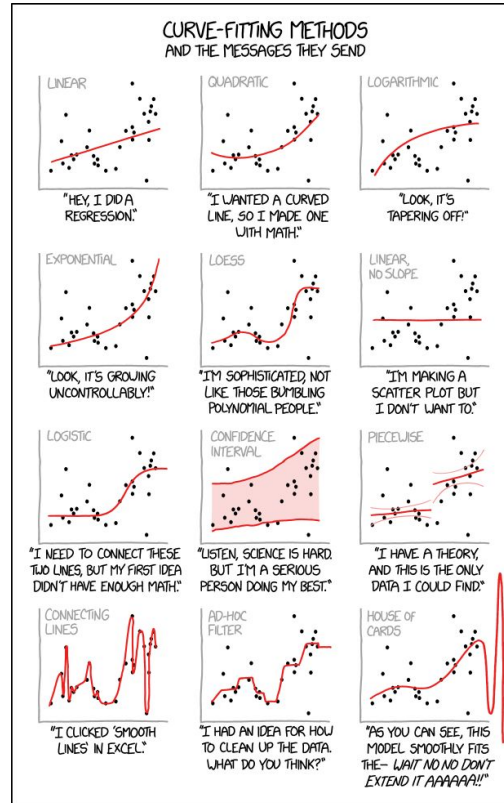 CURVE-FITTING METHODS
AND THE MESSAGES THEY SEND
LINEAR
"HEY, I DID A
REGRESSION."
QUADRATIC
"I WANTED A CURVED
LINE, SO I MADE ONE
WITH MATH."
LOGARITHMIC
"LOOK, IT'S
TAPERING OFF!"
EXPONENTIAL
"LOOK, IT'S GROWING
UNCONTROLLABLY!"
LOESS
"I'M SOPHISTICATED, NOT
LIKE THOSE BUMBLING
POLYNOMIAL PEOPLE."
LINEAR,
NO SLOPE
"I'M MAKING A
SCATTER PLOT BUT
I DON'T WANT TO."
LOGISTIC
"I NEED TO CONNECT THESE
TWO LINES, BUT MY FIRST IDEA
DIDN'T HAVE ENOUGH MATH."
CONFIDENCE
INTERVAL
"LISTEN, SCIENCE IS HARD.
BUT I'M A SERIOUS
PERSON DOING MY BEST."
PIECEWISE
"I HAVE A THEORY,
AND THIS IS THE ONLY
DATA I COULD FIND."
CONNECTING
LINES
"I CLICKED 'SMOOTH
LINES' IN EXCEL."
AD-HOC
FILTER
"I HAD AN IDEA FOR HOW
TO CLEAN UP THE DATA.
WHAT DO YOU THINK?"
HOUSE OF
CARDS
"AS YOU CAN SEE, THIS
MODEL SMOOTHLY FITS
THE- WAIT NO NO DON'T
EXTEND IT AAAAAA!!"